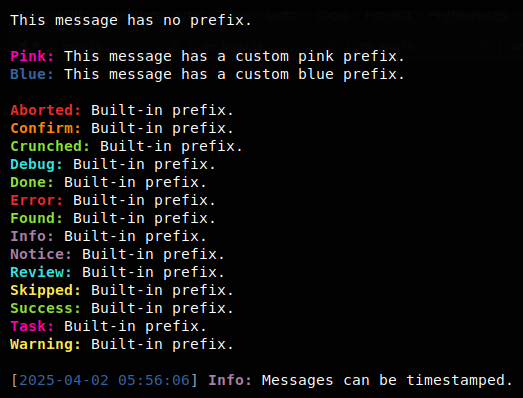 This message has no prefix.
Pink: This message has a custom pink prefix.
Blue: This message has a custom blue prefix.
Aborted: Built-in prefix.
Confirm: Built-in prefix.
Crunched: Built-in prefix.
Debug: Built-in prefix.
Done: Built-in prefix.
Error: Built-in prefix.
Found: Built-in prefix.
Info: Built-in prefix.
Notice: Built-in prefix.
Review: Built-in prefix.
Skipped: Built-in prefix.
Success: Built-in prefix.
Task: Built-in prefix.
Warning: Built-in prefix.
[2025-04-02 05:56:06] Info: Messages can be timestamped.